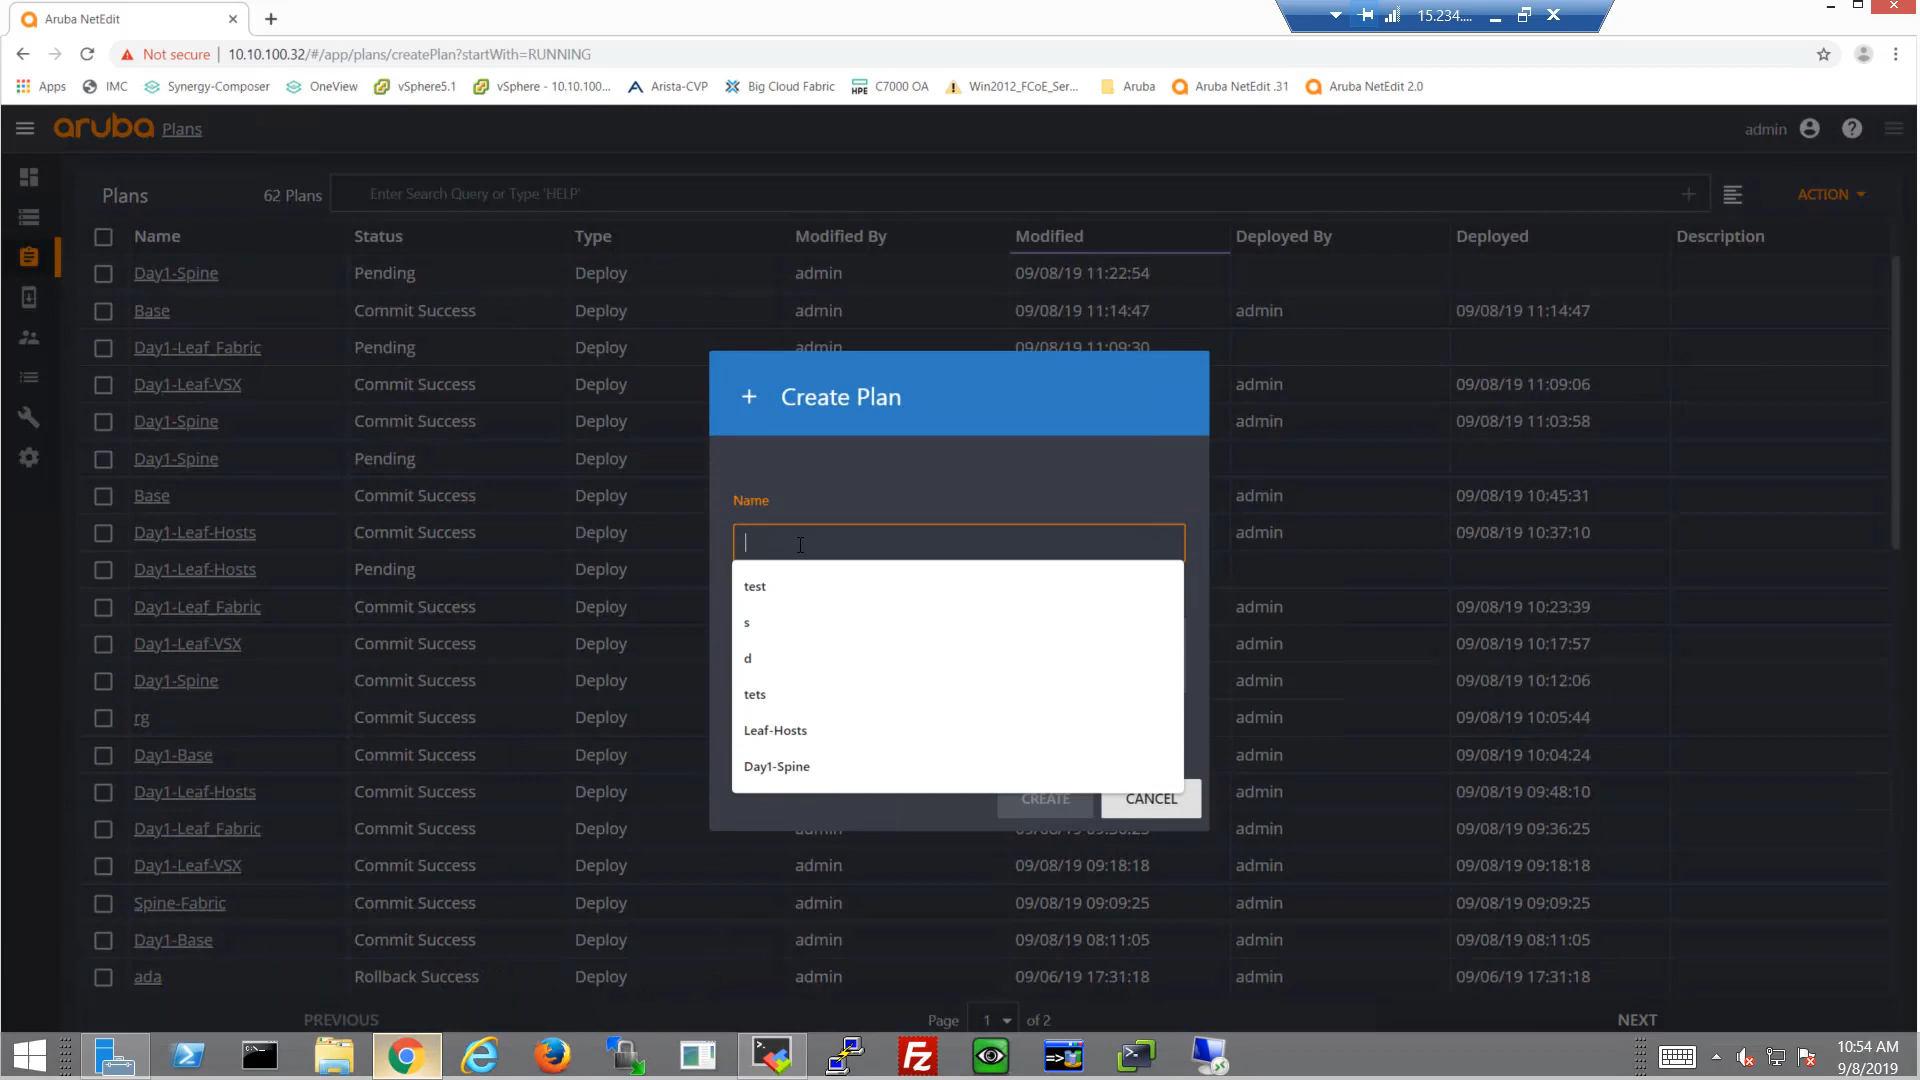 Aruba NetEdit
15.234....
Not secure
10.10.100.32/#/app/plans/createPlan?startWith=RUNNING
Apps IMC Synergy-Composer OneView vSphere5.1 vSphere - 10.10.100... Arista-CVP Big Cloud Fabric HPE C7000 OA Win2012_FCoE_Ser... Aruba Aruba NetEdit .31 Aruba NetEdit 2.0
aruba Plans admin
Plans 62 Plans Enter Search Query or Type 'HELP' ACTION
Name Status Type Modified By Modified Deployed By Deployed Description
Day1-Spine Pending Deploy admin 09/08/19 11:22:54
Base Commit Success Deploy admin 09/08/19 11:14:47 admin 09/08/19 11:14:47
Day1-Leaf_Fabric Pending Deploy admin 09/08/19 11:09:30
Day1-Leaf-VSX Commit Success Deploy admin 09/08/19 11:09:06
Day1-Spine Commit Success Deploy admin 09/08/19 11:03:58
Day1-Spine Pending Deploy
Base Commit Success Deploy admin 09/08/19 10:45:31
Day1-Leaf-Hosts Commit Success Deploy admin 09/08/19 10:37:10
Day1-Leaf-Hosts Pending Deploy
Day1-Leaf_Fabric Commit Success Deploy admin 09/08/19 10:23:39
Day1-Leaf-VSX Commit Success Deploy admin 09/08/19 10:17:57
Day1-Spine Commit Success Deploy admin 09/08/19 10:12:06
rg Commit Success Deploy admin 09/08/19 10:05:44
Day1-Base Commit Success Deploy admin 09/08/19 10:04:24
Day1-Leaf-Hosts Commit Success Deploy admin 09/08/19 09:48:10
Day1-Leaf_Fabric Commit Success Deploy admin 09/08/19 09:36:25 admin 09/08/19 09:36:25
Day1-Leaf-VSX Commit Success Deploy admin 09/08/19 09:18:18 admin 09/08/19 09:18:18
Spine-Fabric Commit Success Deploy admin 09/08/19 09:09:25 admin 09/08/19 09:09:25
Day1-Base Commit Success Deploy admin 09/08/19 08:11:05 admin 09/08/19 08:11:05
ada Rollback Success Deploy admin 09/06/19 17:31:18 admin 09/06/19 17:31:18
PREVIOUS Page 1 of 2 NEXT
+ Create Plan
Name
test
s
d
tets
Leaf-Hosts
Day1-Spine
CREATE CANCEL
10:54 AM
9/8/2019